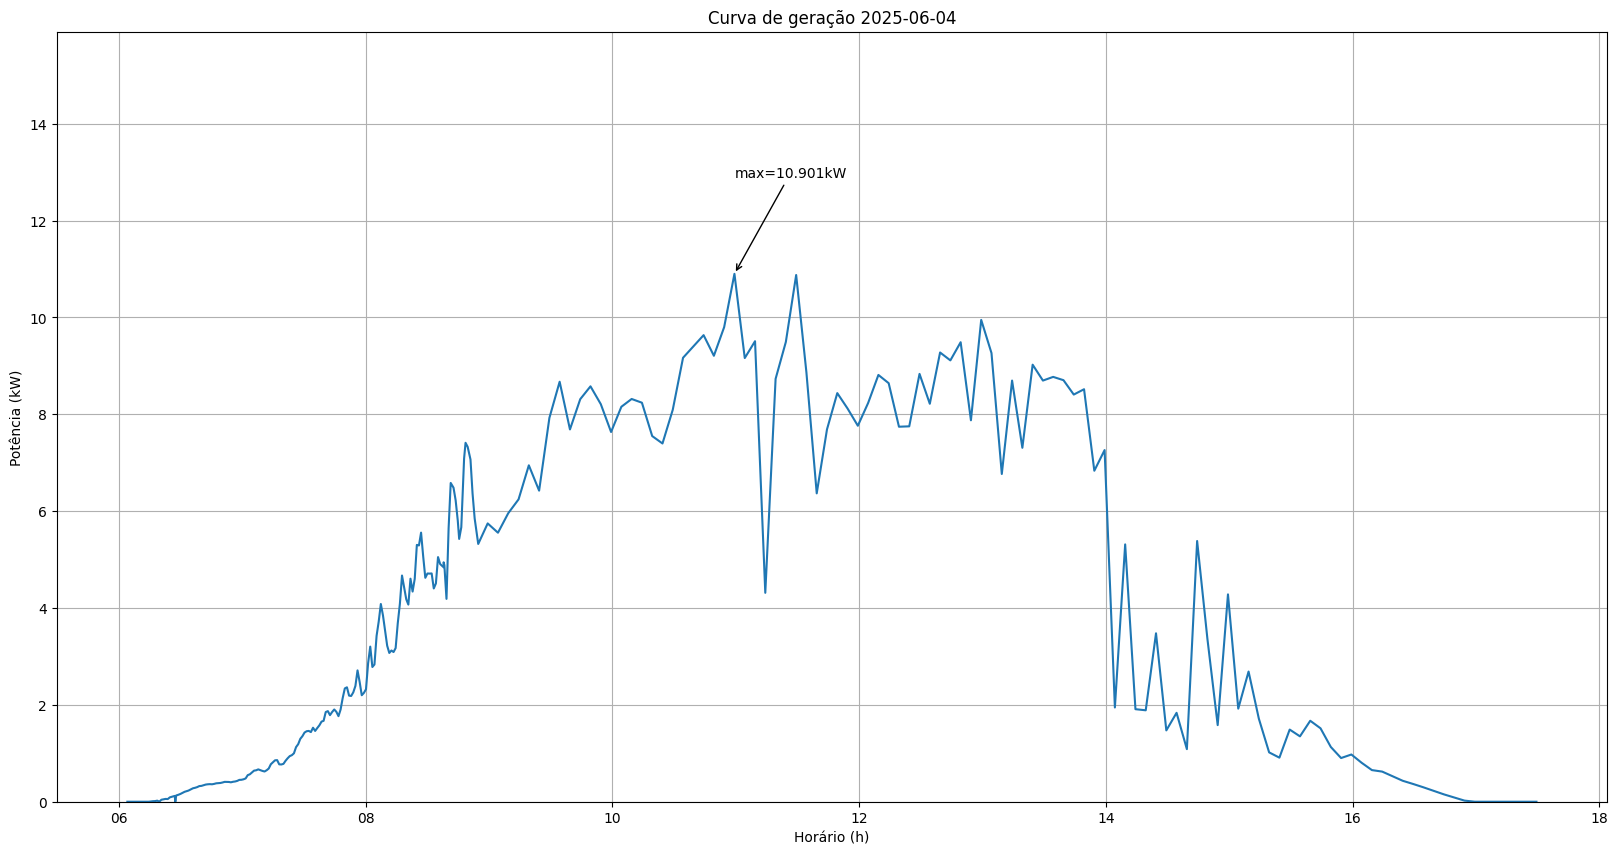 Curva de geração 2025-06-04
14
max=10.901kW
12
10
8
6
4
2
0
Potência (kW)
06 08 10 12 14 16 18
Horário (h)